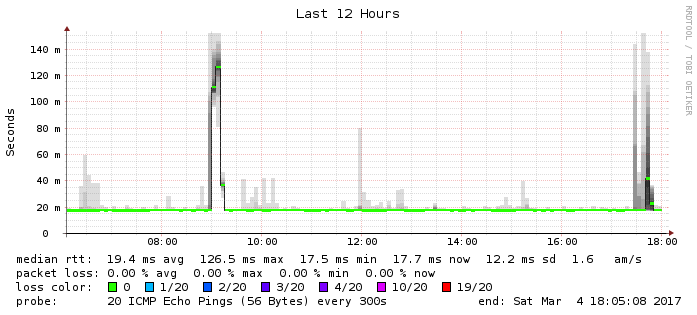 Last 12 Hours
RRDTOOL / TOBI OETIKER
Seconds
140 m
120 m
100 m
80 m
60 m
40 m
20 m
0
08:00 10:00 12:00 14:00 16:00 18:00
median rtt: 19.4 ms avg 126.5 ms max 17.5 ms min 17.7 ms now 12.2 ms sd 1.6 am/s
packet loss: 0.00 % avg 0.00 % max 0.00 % min 0.00 % now
loss color: 0 1/20 2/20 3/20 4/20 10/20 19/20
probe: 20 ICMP Echo Pings (56 Bytes) every 300s end: Sat Mar 4 18:05:08 2017